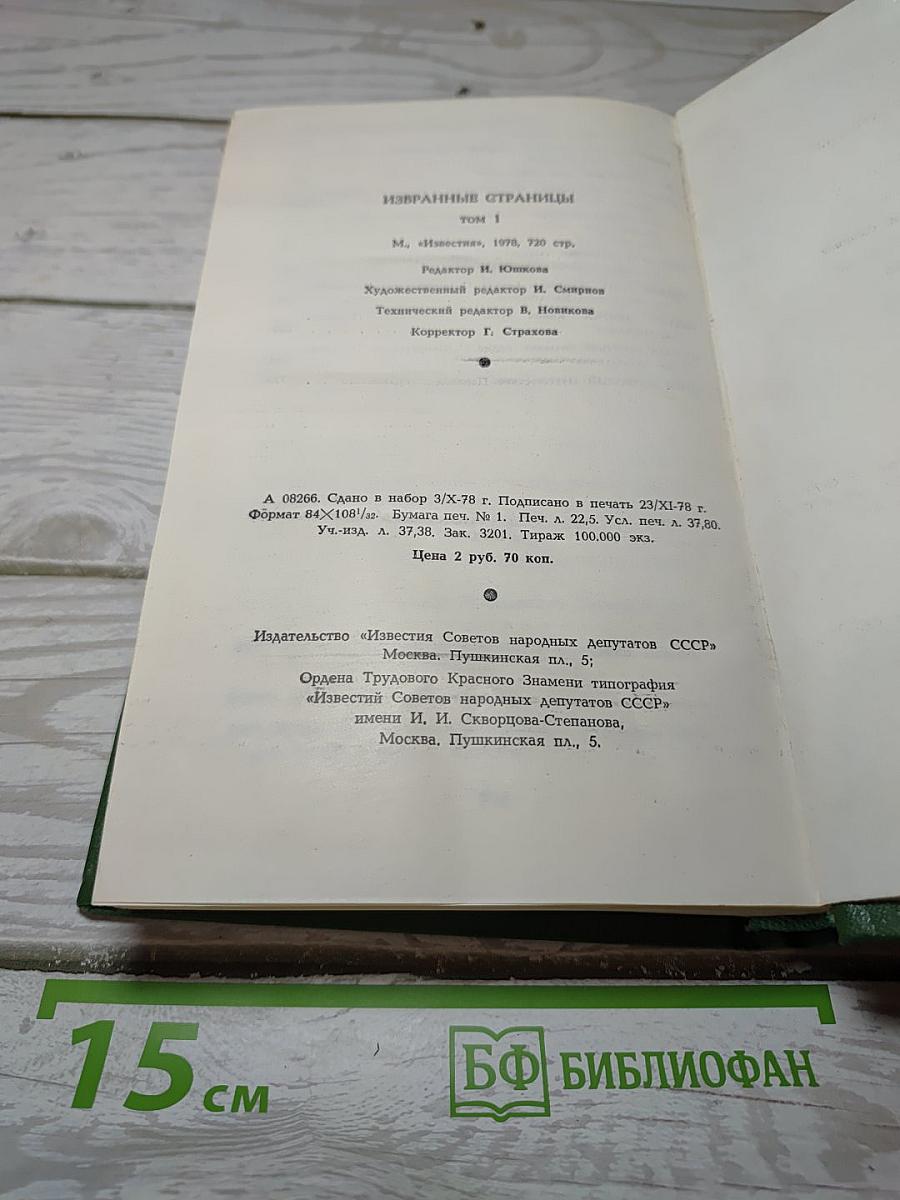 ИЗБРАННЫЕ СТРАНИЦЫ
ТОМ 1
М., «Известия», 1978, 720 стр.
Редактор И. Юшкова
Художественный редактор И. Смирнов
Технический редактор В. Новикова
Корректор Г. Страхова
А 08266. Сдано в набор 3/X-78 г. Подписано в печать 23/XI-78 г.
Формат 84×108¹/₃₂. Бумага печ. № 1. Печ. л. 22,5. Усл. печ. л. 37,80.
Уч.-изд. л. 37,38. Зак. 3201. Тираж 100.000 экз.
Цена 2 руб. 70 коп.
Издательство «Известия Советов народных депутатов СССР»
Москва. Пушкинская пл., 5;
Ордена Трудового Красного Знамени типография
«Известий Советов народных депутатов СССР»
имени И. И. Скворцова-Степанова,
Москва. Пушкинская пл., 5.
15 см
БФ БИБЛИОФАН